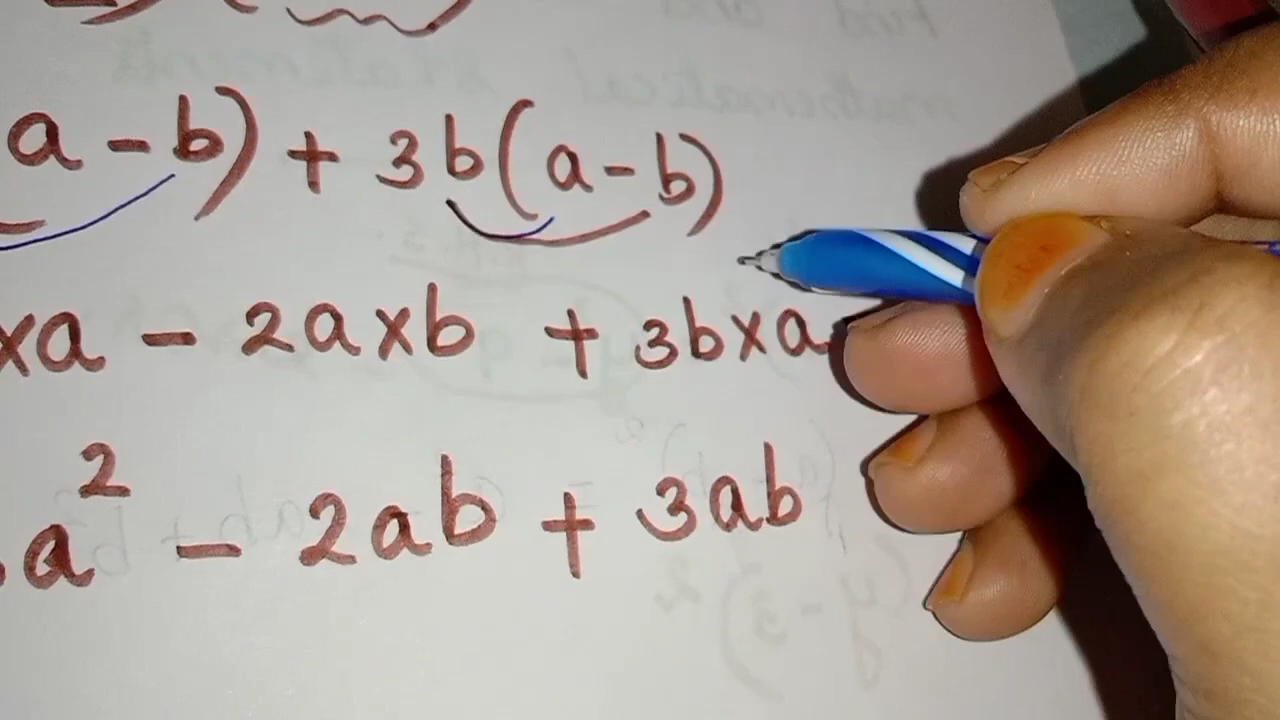 a - b) + 3b(a - b)
xa - 2axb + 3bxa
a² - 2ab + 3ab